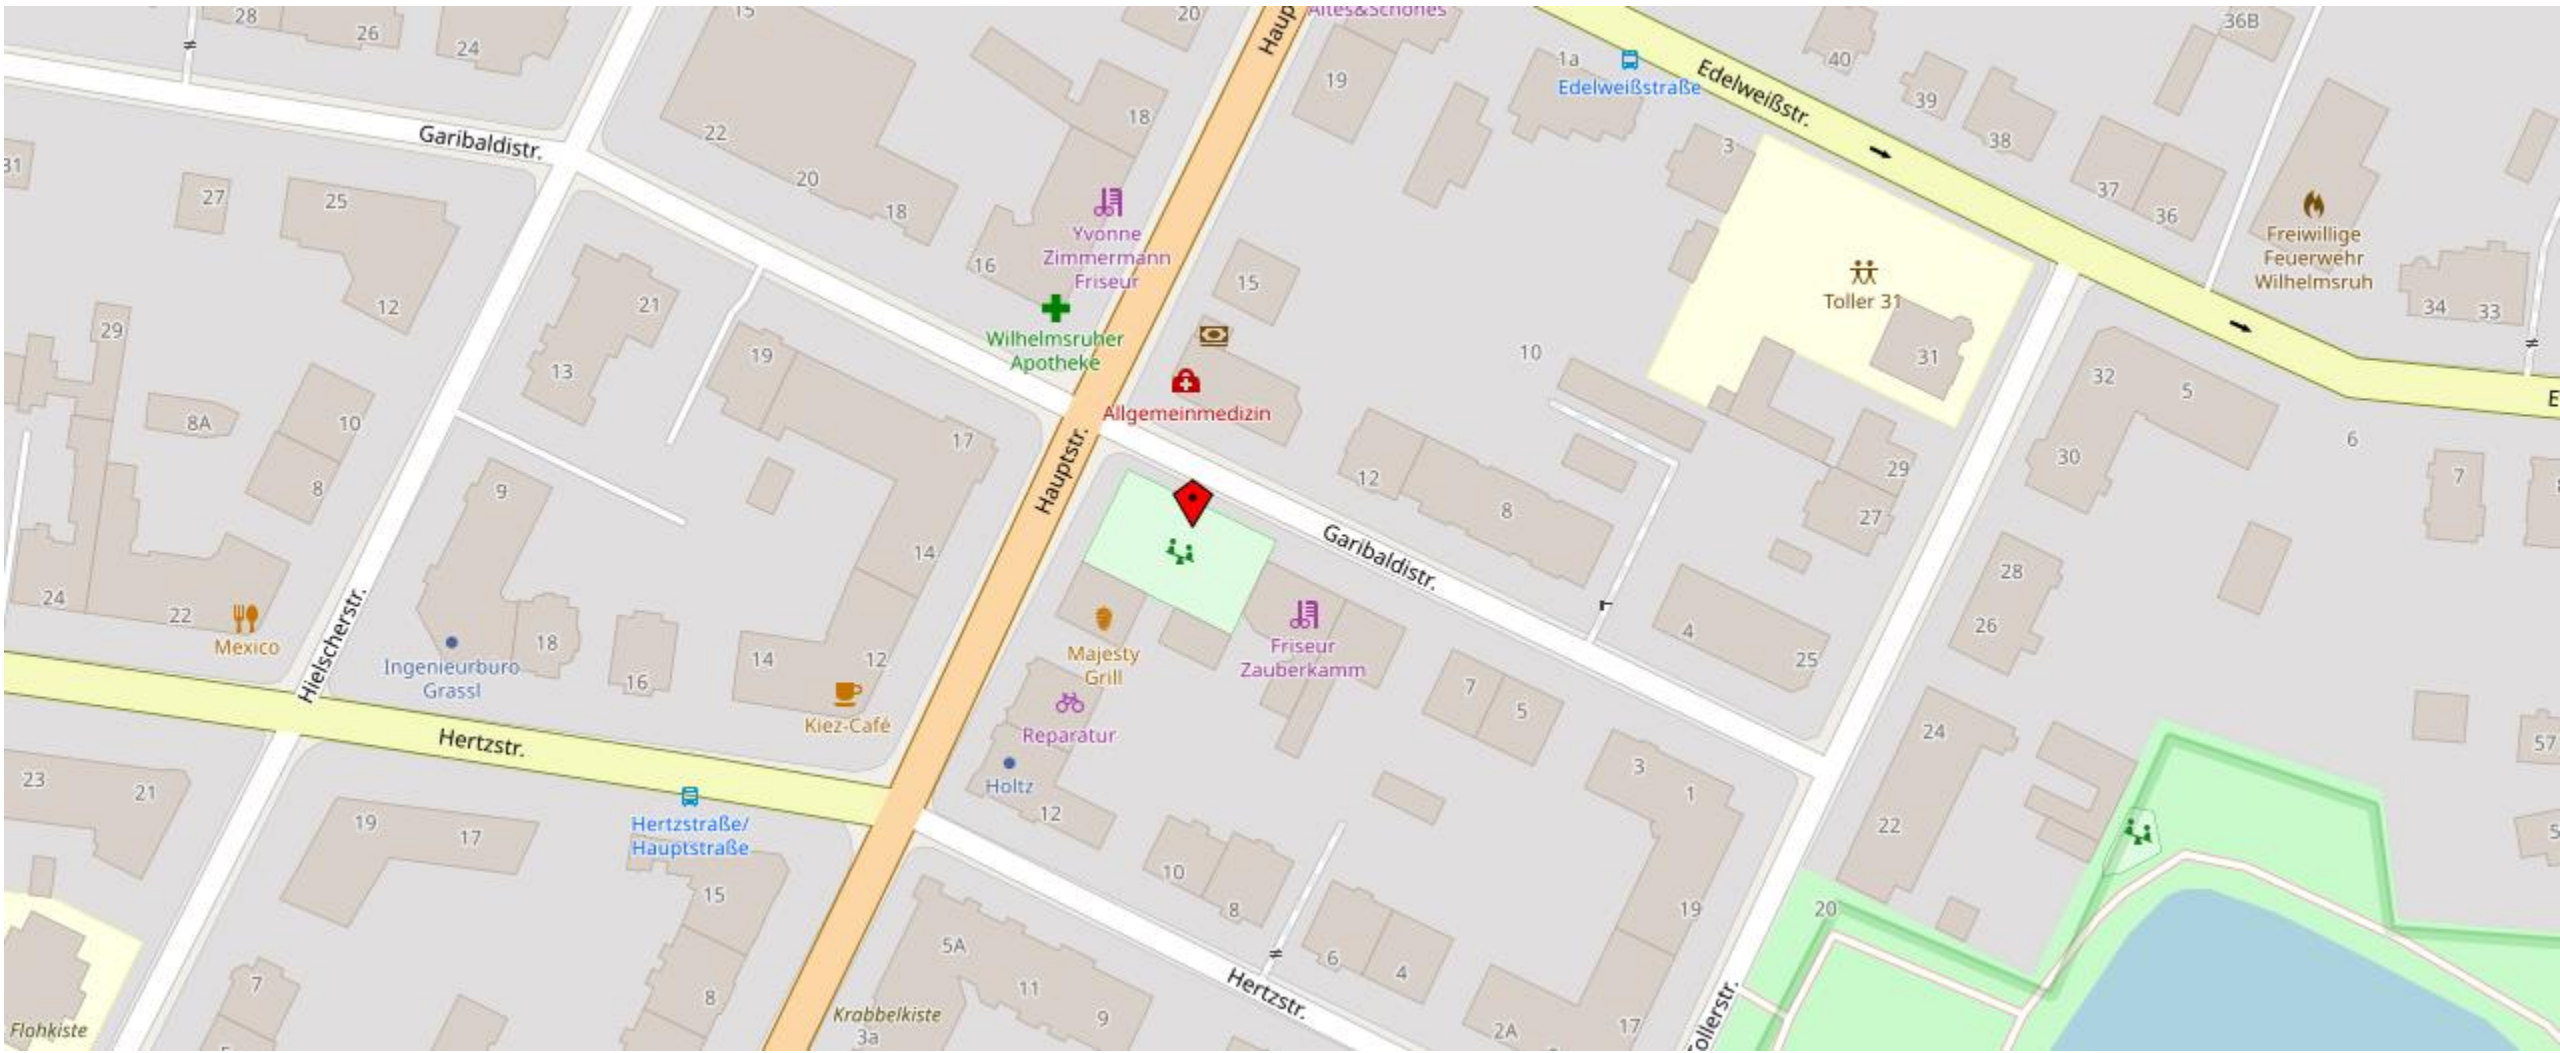 28
26
24
15
20
Haup
Altes&Schönes
19
1a
Edelweißstraße
Edelweißstr.
40
39
38
36B
37
36
Freiwillige
Feuerwehr
Wilhelmsruh
34
33
Garibaldistr.
31
27
25
12
22
20
18
18
16
Yvonne
Zimmermann
Friseur
Wilhelmsruher
Apotheke
15
Allgemeinmedizin
3
Toller 31
31
10
32
5
30
6
7
29
8A
10
8
21
13
19
17
14
9
Hauptstr.
12
8
Garibaldistr.
29
27
28
26
4
25
24
22
Mexico
Hielscherstr.
Ingenieurbüro
Grassl
18
16
14
12
Kiez-Café
Majesty
Grill
Friseur
Zauberkamm
Reparatur
Holtz
12
7
5
3
1
24
22
57
Hertzstr.
23
21
19
17
Hertzstraße/
Hauptstraße
15
8
10
8
6
4
19
20
5A
11
9
Hertzstr.
2A
17
Tollerstr.
7
Flohkiste
Krabbelkiste
3a